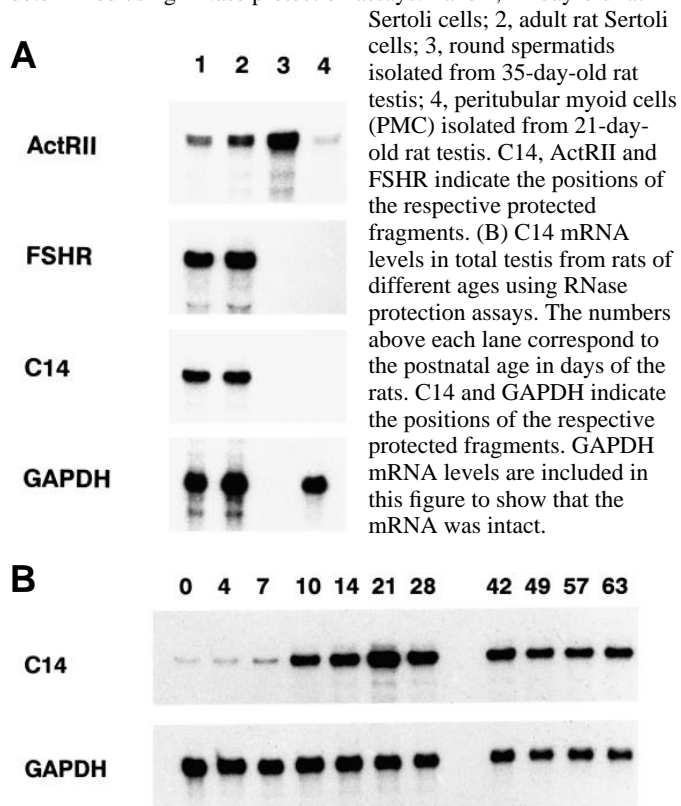 Sertoli cells; 2, adult rat Sertoli
cells; 3, round spermatids
isolated from 35-day-old rat
testis; 4, peritubular myoid cells
(PMC) isolated from 21-day-
old rat testis. C14, ActRII and
FSHR indicate the positions of
the respective protected
fragments. (B) C14 mRNA
levels in total testis from rats of
different ages using RNase
protection assays. The numbers
above each lane correspond to
the postnatal age in days of the
rats. C14 and GAPDH indicate
the positions of the respective
protected fragments. GAPDH
mRNA levels are included in
this figure to show that the
mRNA was intact.
A
1 2 3 4
ActRII
FSHR
C14
GAPDH
B
0 4 7 10 14 21 28 42 49 57 63
C14
GAPDH